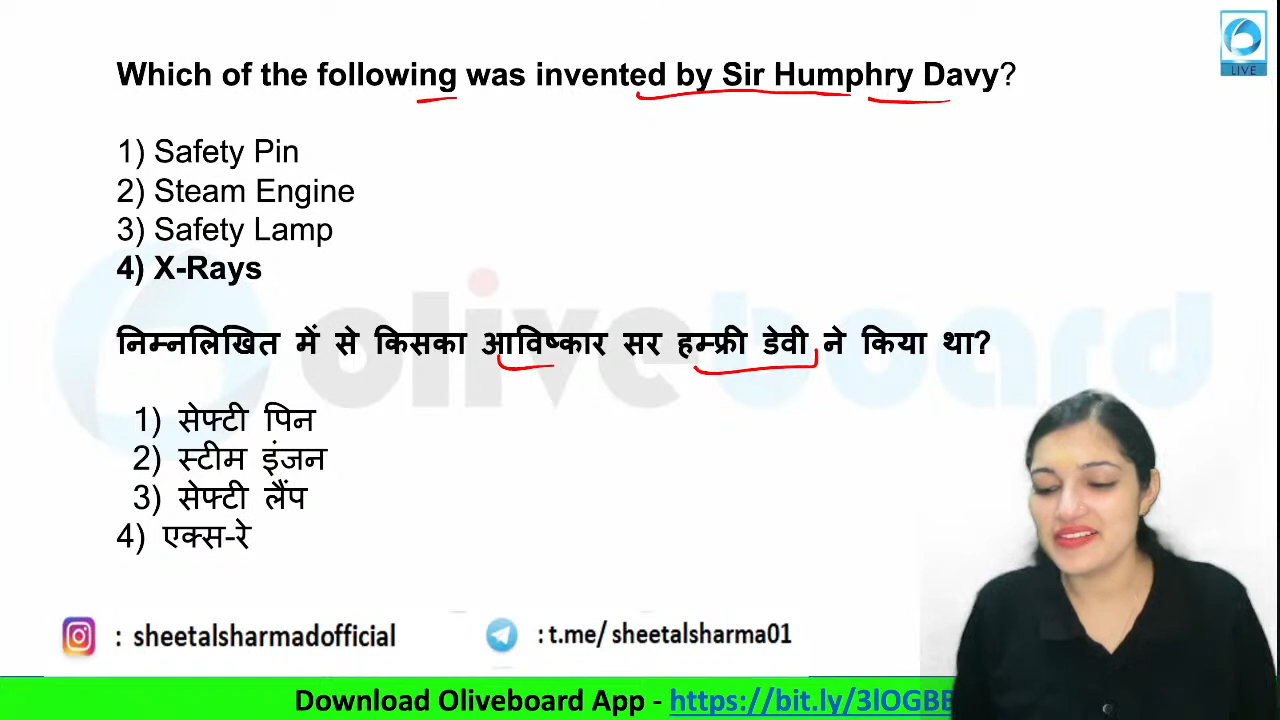 LIVE
Which of the following was invented by Sir Humphry Davy?
1) Safety Pin
2) Steam Engine
3) Safety Lamp
4) X-Rays
oliveboard
निम्नलिखित में से किसका आविष्कार सर हम्फ्री डेवी ने किया था?
1) सेफ्टी पिन
2) स्टीम इंजन
3) सेफ्टी लैंप
4) एक्स-रे
: sheetalsharmadofficial
: t.me/ sheetalsharma01
Download Oliveboard App - https://bit.ly/3lOGBE